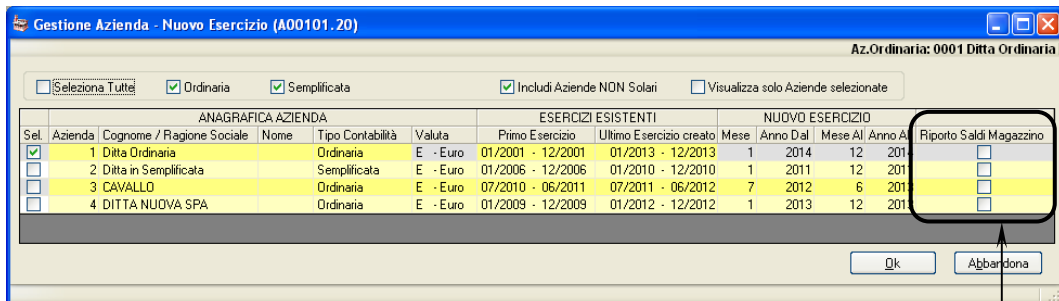 Gestione Azienda - Nuovo Esercizio (A00101.20)
Az.Ordinaria: 0001 Ditta Ordinaria
Seleziona Tutte Ordinaria Semplificata Includi Aziende NON Solari Visualizza solo Aziende selezionate
ANAGRAFICA AZIENDA ESERCIZI ESISTENTI NUOVO ESERCIZIO
Sel. Azienda Cognome / Ragione Sociale Nome Tipo Contabilità Valuta Primo Esercizio Ultimo Esercizio creato Mese Anno Dal Mese Al Anno Al Riporto Saldi Magazzino
1 Ditta Ordinaria Ordinaria E - Euro 01/2001 - 12/2001 01/2013 - 12/2013 1 2014 12 2014
2 Ditta in Semplificata Semplificata E - Euro 01/2006 - 12/2006 01/2010 - 12/2010 1 2011 12 2011
3 CAVALLO Ordinaria E - Euro 07/2010 - 06/2011 07/2011 - 06/2012 7 2012 6 2013
4 DITTA NUOVA SPA Ordinaria E - Euro 01/2009 - 12/2009 01/2012 - 12/2012 1 2013 12 2013
Ok Abbandona